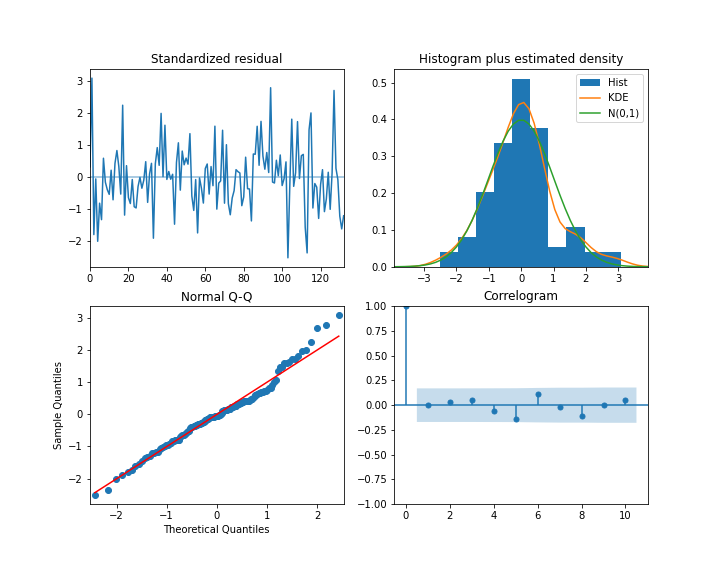 Standardized residual
3
2
1
0
−1
−2
0 20 40 60 80 100 120
Histogram plus estimated density
Hist
KDE
N(0,1)
0.5
0.4
0.3
0.2
0.1
0.0
−3 −2 −1 0 1 2 3
Normal Q-Q
Sample Quantiles
3
2
1
0
−1
−2
−2 −1 0 1 2
Theoretical Quantiles
Correlogram
1.00
0.75
0.50
0.25
0.00
−0.25
−0.50
−0.75
−1.00
0 2 4 6 8 10